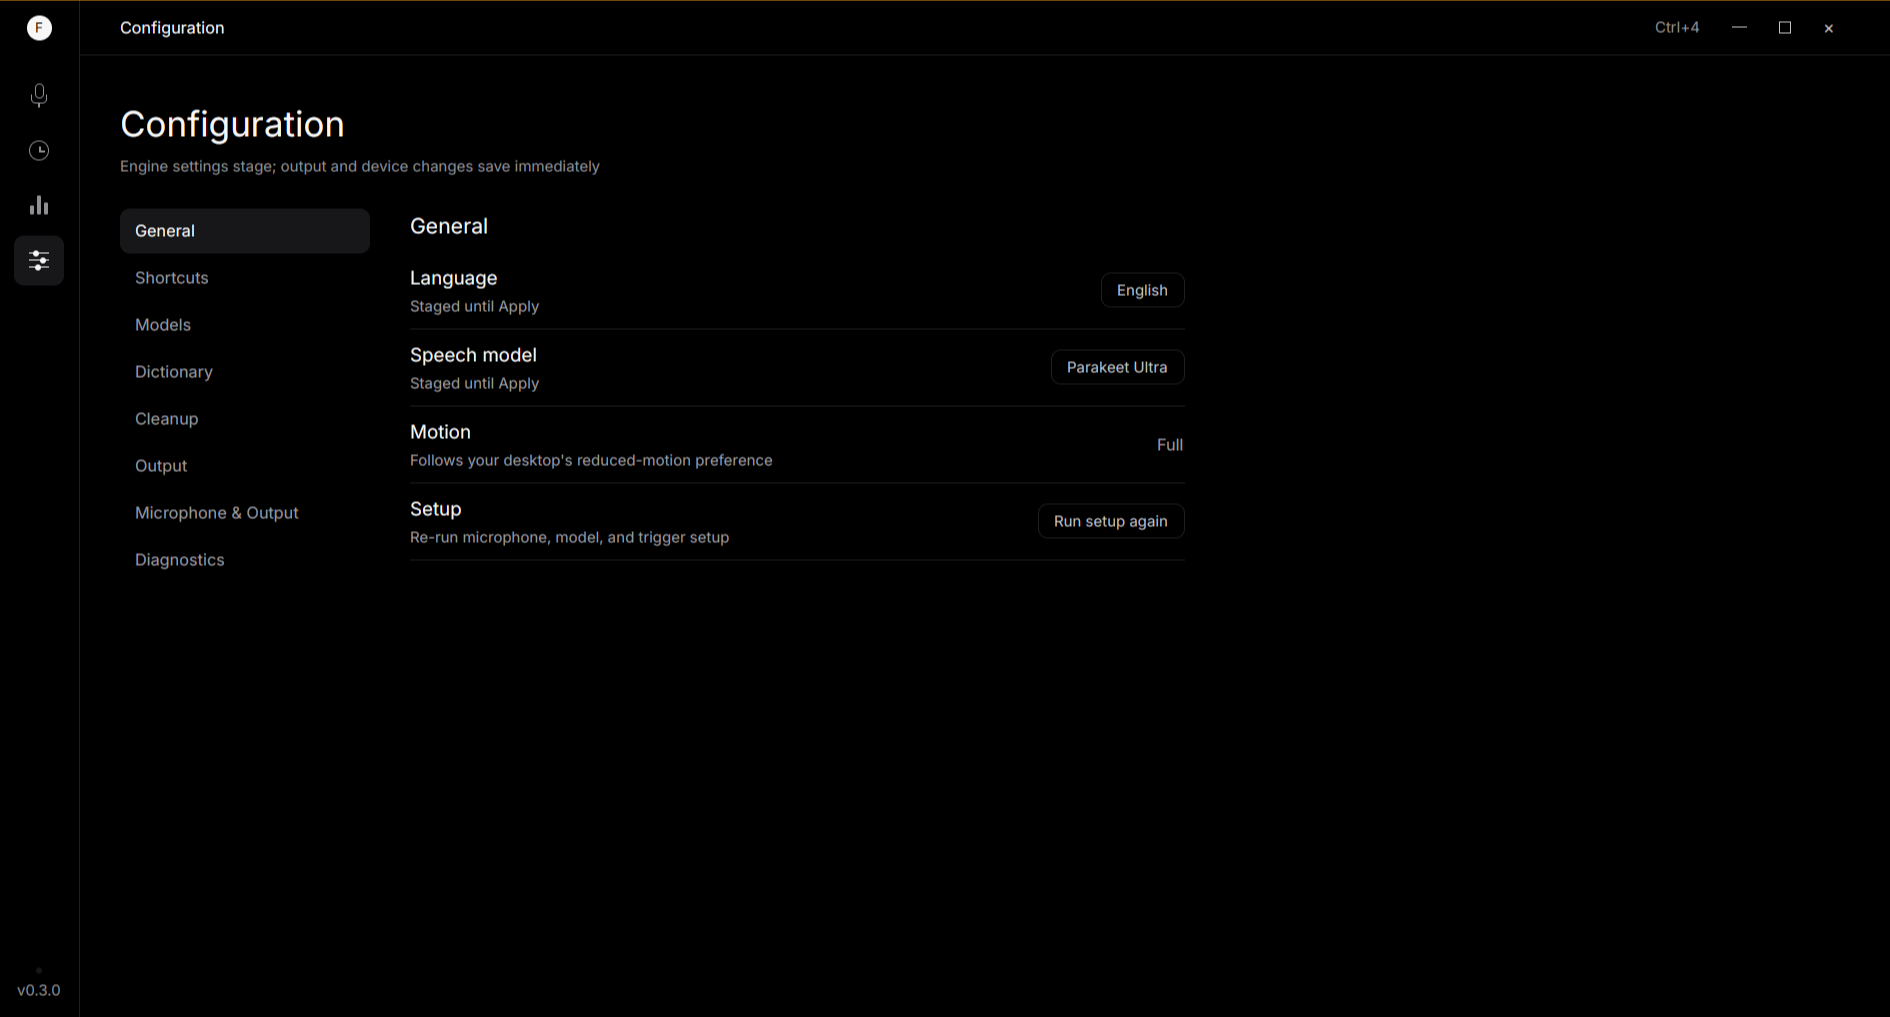 F
Configuration
Ctrl+4
Configuration
Engine settings stage; output and device changes save immediately
General
Shortcuts
Models
Dictionary
Cleanup
Output
Microphone & Output
Diagnostics
General
Language
Staged until Apply
English
Speech model
Staged until Apply
Parakeet Ultra
Motion
Follows your desktop's reduced-motion preference
Full
Setup
Re-run microphone, model, and trigger setup
Run setup again
v0.3.0